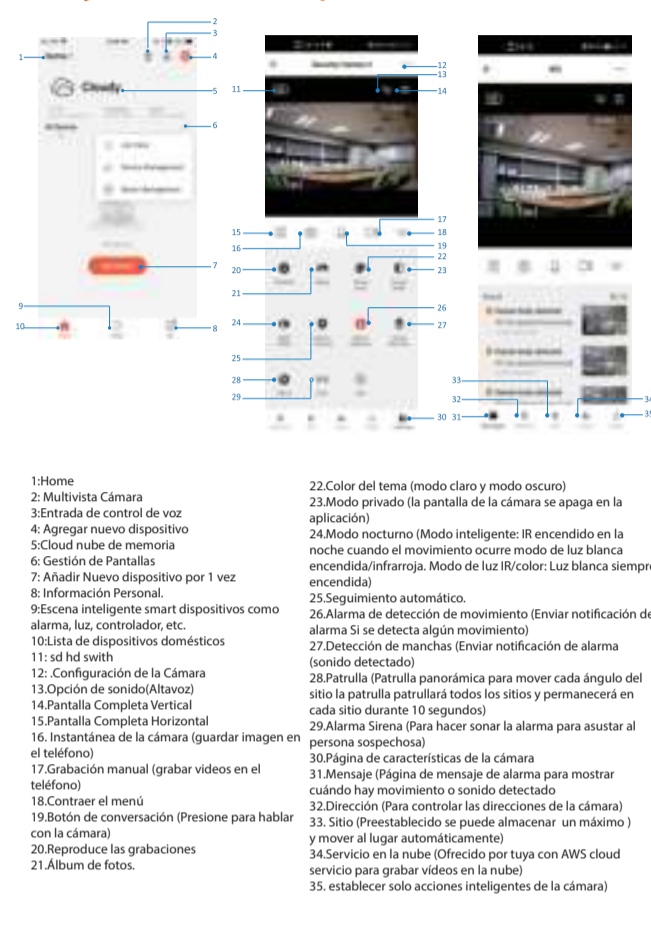 2
3
1
4
12
13
11
14
5
Cloudy
6
17
15
18
16
19
22
20
23
7
21
26
9
24
27
10
8
25
33
28
32
34
29
30
31
35
1:Home
2: Multivista Cámara
3:Entrada de control de voz
4: Agregar nuevo dispositivo
5:Cloud nube de memoria
6: Gestión de Pantallas
7: Añadir Nuevo dispositivo por 1 vez
8: Información Personal.
9:Escena inteligente smart dispositivos como
alarma, luz, controlador, etc.
10:Lista de dispositivos domésticos
11: sd hd swith
12: .Configuración de la Cámara
13.Opción de sonido(Altavoz)
14.Pantalla Completa Vertical
15.Pantalla Completa Horizontal
16. Instantánea de la cámara (guardar imagen en
el teléfono)
17.Grabación manual (grabar videos en el
teléfono)
18.Contraer el menú
19.Botón de conversación (Presione para hablar
con la cámara)
20.Reproduce las grabaciones
21.Álbum de fotos.
22.Color del tema (modo claro y modo oscuro)
23.Modo privado (la pantalla de la cámara se apaga en la
aplicación)
24.Modo nocturno (Modo inteligente: IR encendido en la
noche cuando el movimiento ocurre modo de luz blanca
encendida/infrarroja. Modo de luz IR/color: Luz blanca siempre
encendida)
25.Seguimiento automático.
26.Alarma de detección de movimiento (Enviar notificación de
alarma Si se detecta algún movimiento)
27.Detección de manchas (Enviar notificación de alarma
(sonido detectado)
28.Patrulla (Patrulla panorámica para mover cada ángulo del
sitio la patrulla patrullará todos los sitios y permanecerá en
cada sitio durante 10 segundos)
29.Alarma Sirena (Para hacer sonar la alarma para asustar al
persona sospechosa)
30.Página de características de la cámara
31.Mensaje (Página de mensaje de alarma para mostrar
cuándo hay movimiento o sonido detectado
32.Dirección (Para controlar las direcciones de la cámara)
33. Sitio (Preestablecido se puede almacenar un máximo )
y mover al lugar automáticamente)
34.Servicio en la nube (Ofrecido por tuya con AWS cloud
servicio para grabar vídeos en la nube)
35. establecer solo acciones inteligentes de la cámara)